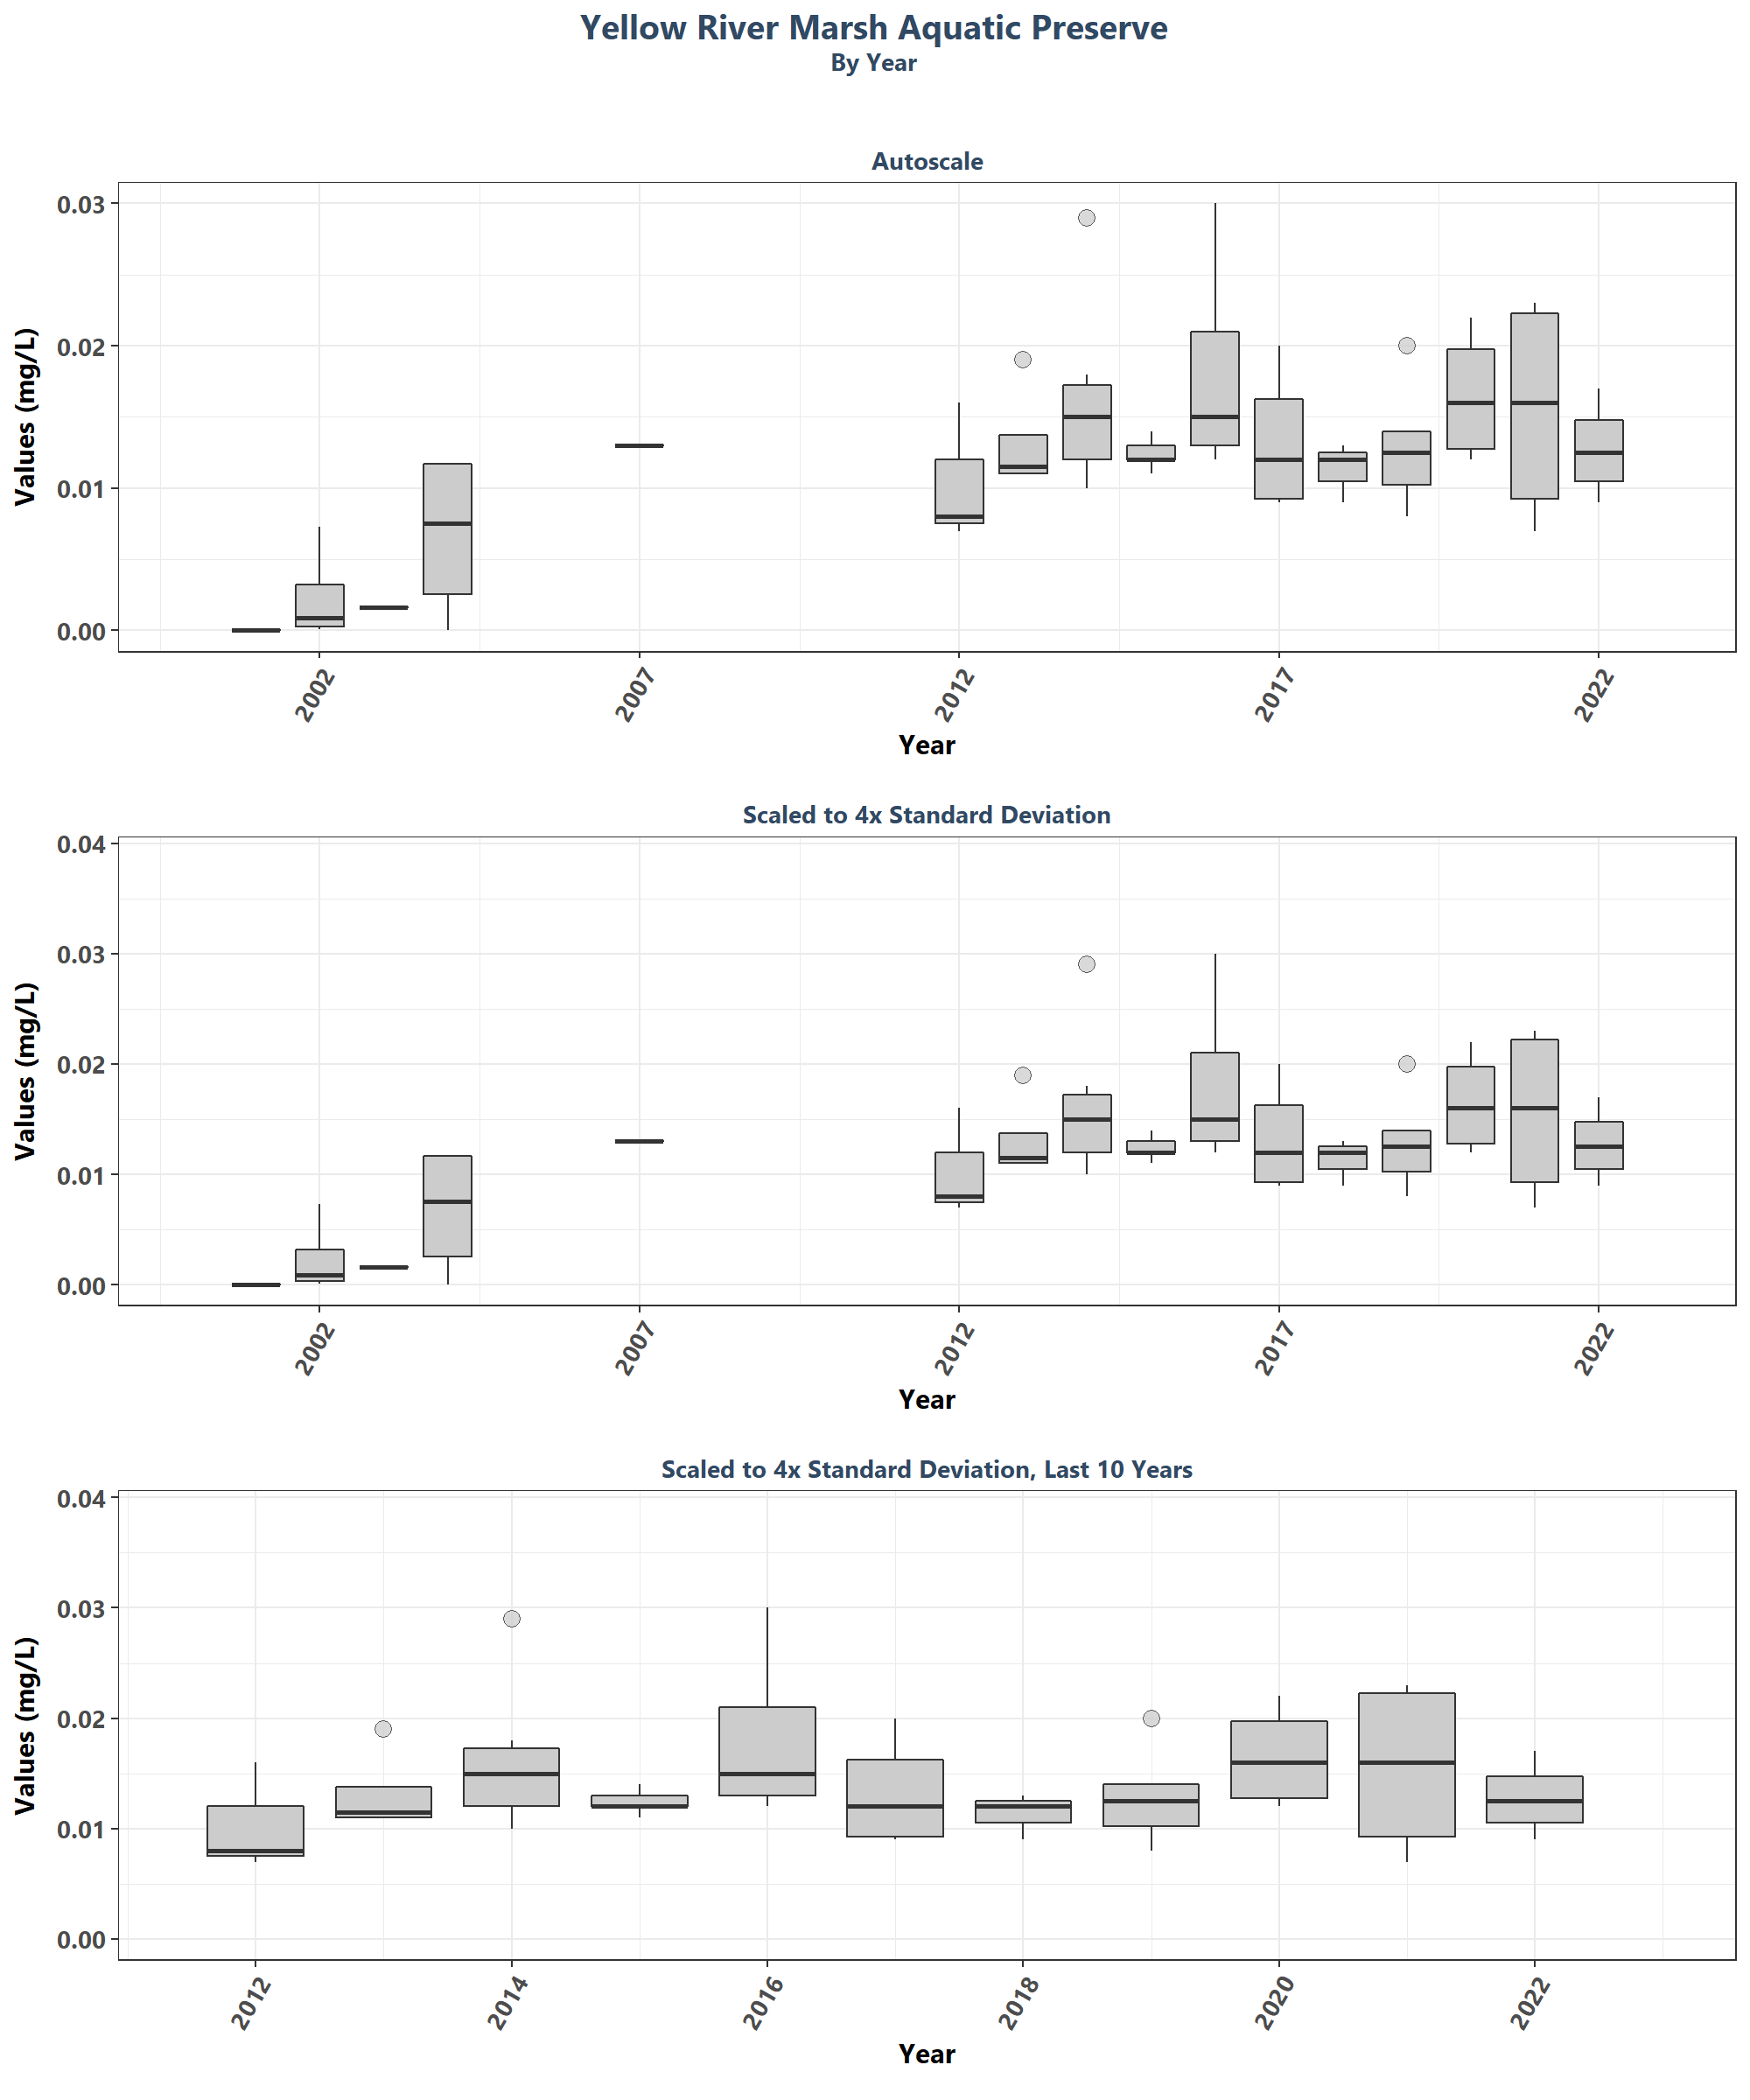 Yellow River Marsh Aquatic Preserve
By Year
Autoscale
Values (mg/L)
0.03
0.02
0.01
0.00
2002 2007 2012 2017 2022
Year
Scaled to 4x Standard Deviation
Values (mg/L)
0.04
0.03
0.02
0.01
0.00
2002 2007 2012 2017 2022
Year
Scaled to 4x Standard Deviation, Last 10 Years
Values (mg/L)
0.04
0.03
0.02
0.01
0.00
2012 2014 2016 2018 2020 2022
Year